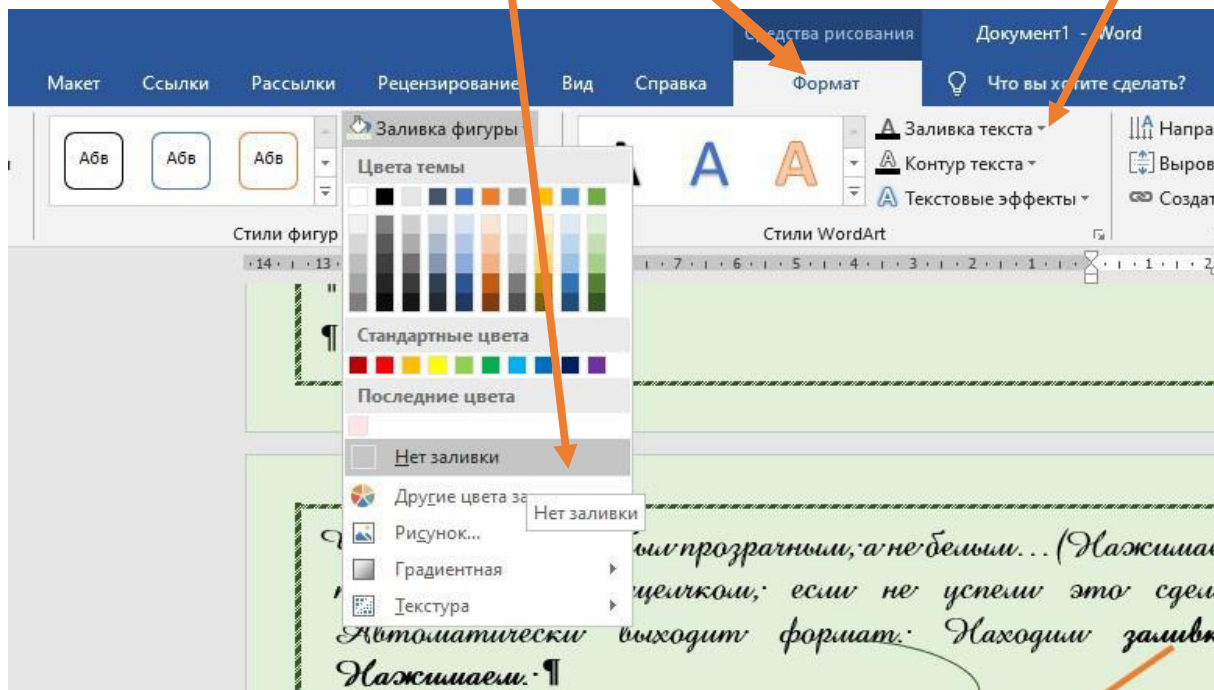 Средства рисования Документ1 - Word
Макет Ссылки Рассылки Рецензирование Вид Справка Формат Что вы хотите сделать?
Абв Абв Абв Заливка фигуры А А Заливка текста Напра
Контур текста Выров
Текстовые эффекты Создат
Стили фигур Стили WordArt
Цвета темы
14 13 7 6 5 4 3 2 1 1 2
Стандартные цвета
Последние цвета
Нет заливки
Другие цвета за
Нет заливки
Рисунок...
Градиентная
Текстура
прозрачным, а не белым... (Нажимае
щелчком, если не успели это сдел
Автоматически выходит формат. Находим заливк
Нажимаем. ¶